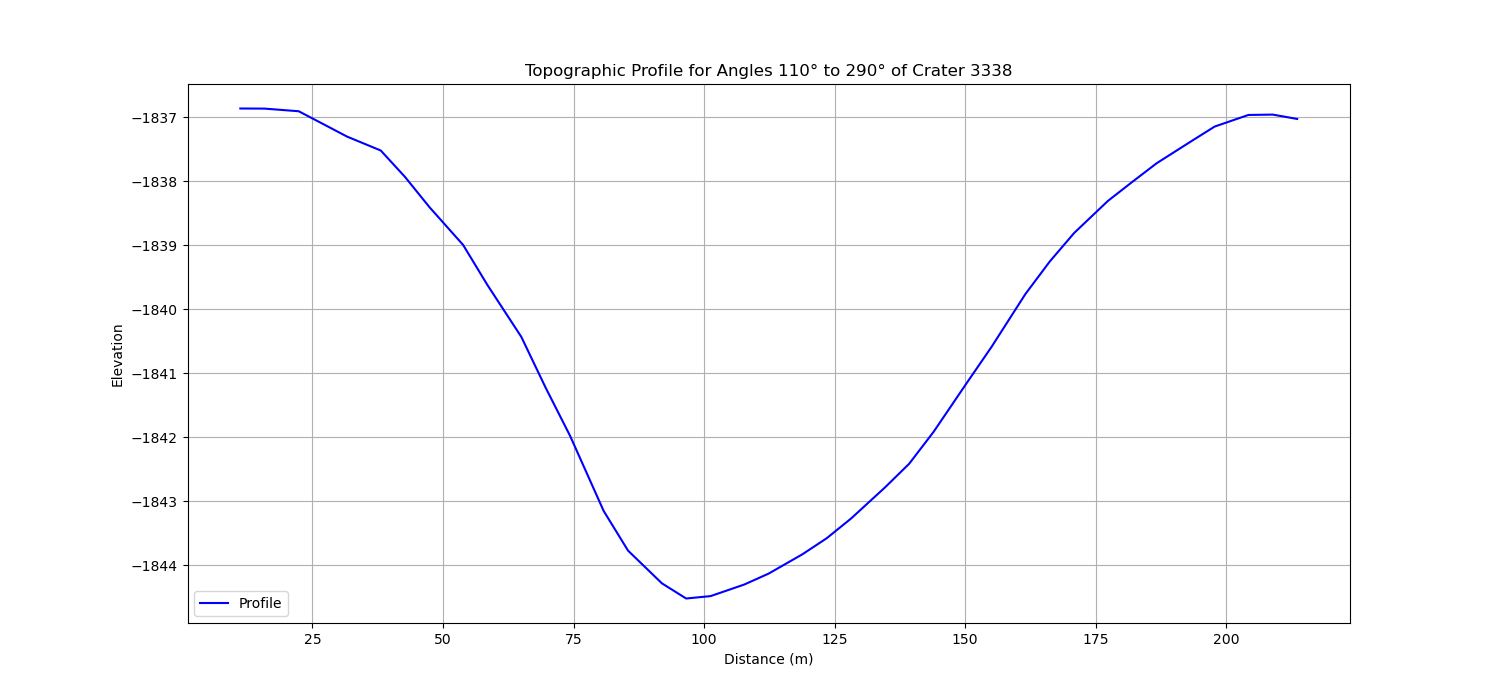 Topographic Profile for Angles 110° to 290° of Crater 3338
−1837
−1838
−1839
−1840
−1841
−1842
−1843
−1844
Elevation
Profile
25 50 75 100 125 150 175 200
Distance (m)